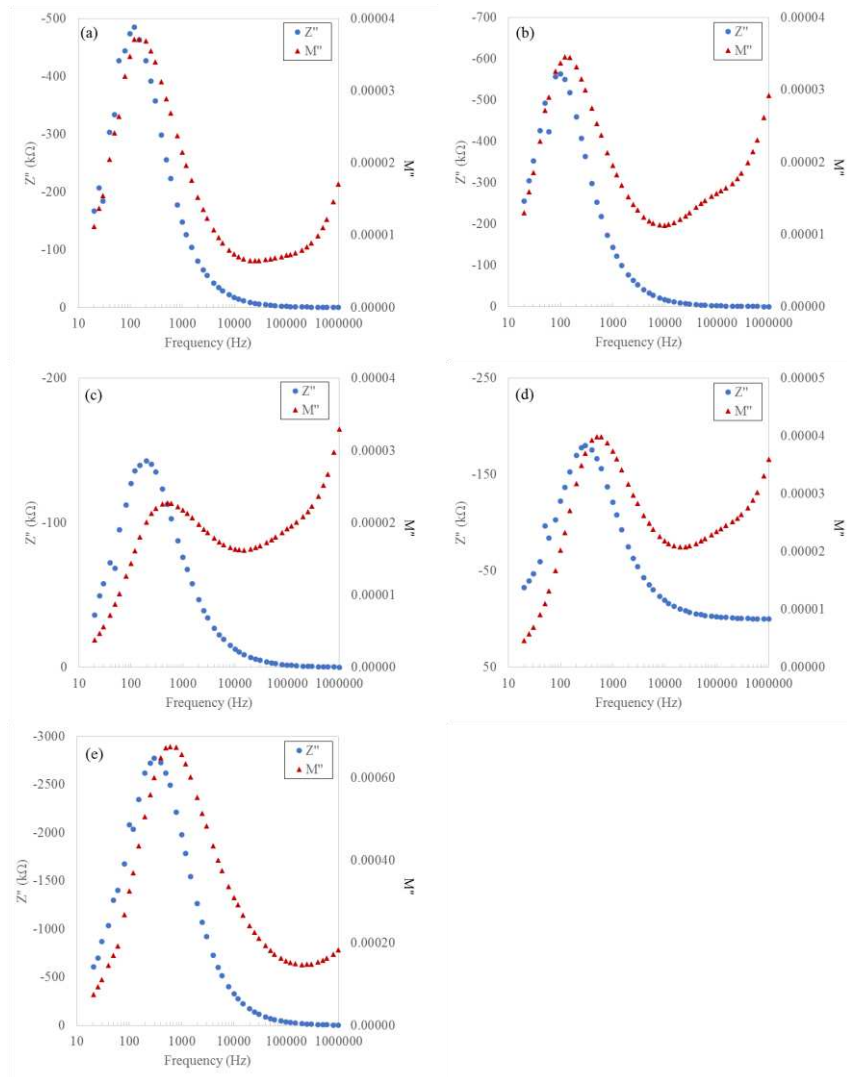 (a)
Z"
M"
-500
-400
-300
-200
-100
0
Z" (kΩ)
0.00004
0.00003
0.00002
0.00001
0.00000
M"
10 100 1000 10000 100000 1000000
Frequency (Hz)
(b)
Z"
M"
-700
-600
-500
-400
-300
-200
-100
0
Z" (kΩ)
0.00004
0.00003
0.00002
0.00001
0.00000
M"
10 100 1000 10000 100000 1000000
Frequency (Hz)
(c)
Z"
M"
-200
-100
0
Z" (kΩ)
0.00004
0.00003
0.00002
0.00001
0.00000
M"
10 100 1000 10000 100000 1000000
Frequency (Hz)
(d)
Z"
M"
-250
-150
-50
50
Z" (kΩ)
0.00005
0.00004
0.00003
0.00002
0.00001
0.00000
M"
10 100 1000 10000 100000 1000000
Frequency (Hz)
(e)
Z"
M"
-3000
-2500
-2000
-1500
-1000
-500
0
Z" (kΩ)
0.00060
0.00040
0.00020
0.00000
M"
10 100 1000 10000 100000 1000000
Frequency (Hz)